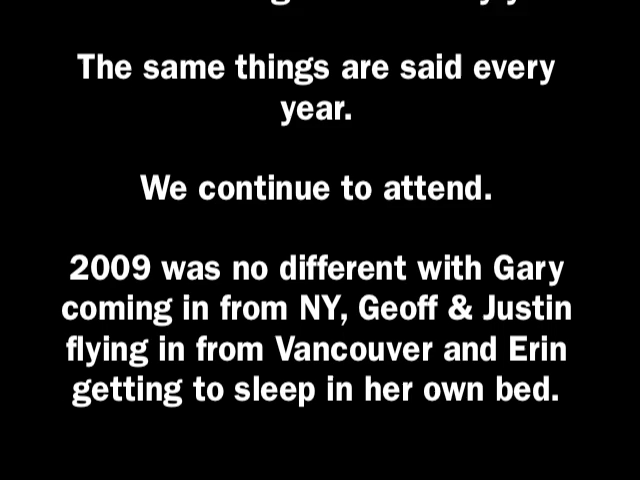 The same things are said every
year.
We continue to attend.
2009 was no different with Gary
coming in from NY, Geoff & Justin
flying in from Vancouver and Erin
getting to sleep in her own bed.